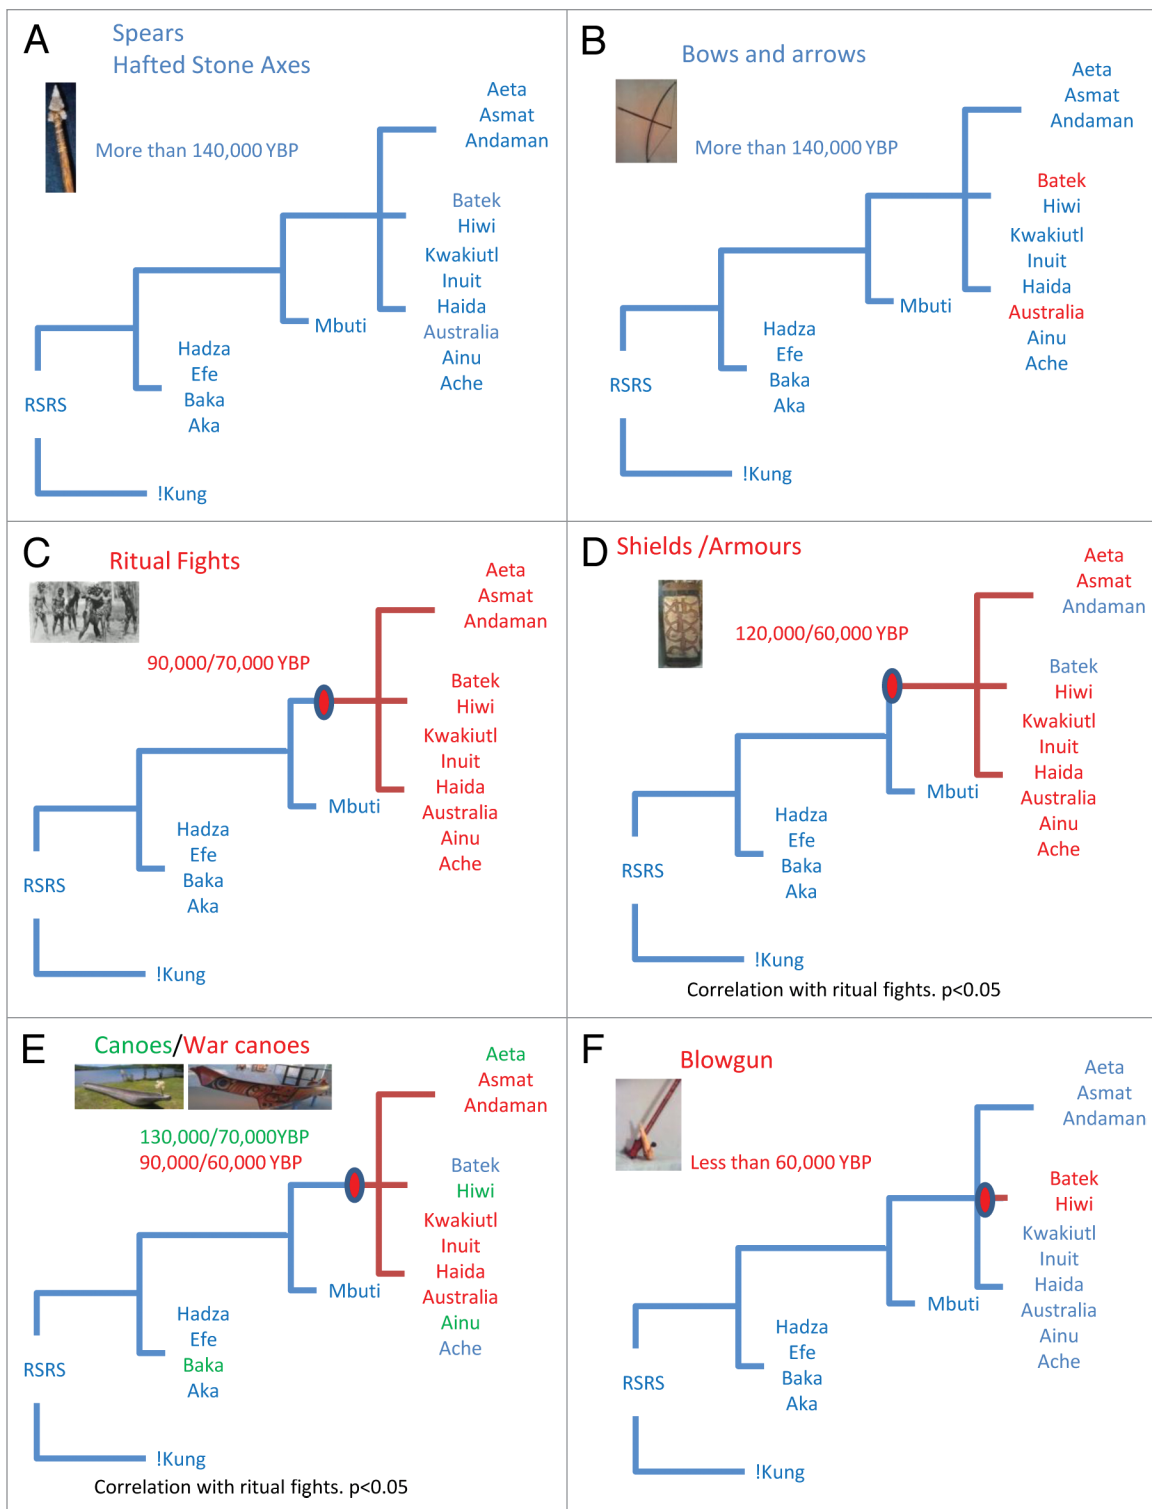 A
Spears
Hafted Stone Axes
More than 140,000 YBP
Aeta
Asmat
Andaman
Batek
Hiwi
Kwakiutl
Inuit
Haida
Australia
Ainu
Ache
Mbuti
Hadza
Efe
Baka
Aka
RSRS
!Kung
B
Bows and arrows
More than 140,000 YBP
Aeta
Asmat
Andaman
Batek
Hiwi
Kwakiutl
Inuit
Haida
Australia
Ainu
Ache
Mbuti
Hadza
Efe
Baka
Aka
RSRS
!Kung
C
Ritual Fights
90,000/70,000 YBP
Aeta
Asmat
Andaman
Batek
Hiwi
Kwakiutl
Inuit
Haida
Australia
Ainu
Ache
Mbuti
Hadza
Efe
Baka
Aka
RSRS
!Kung
D
Shields /Armours
120,000/60,000 YBP
Aeta
Asmat
Andaman
Batek
Hiwi
Kwakiutl
Inuit
Haida
Australia
Ainu
Ache
Mbuti
Hadza
Efe
Baka
Aka
RSRS
!Kung
Correlation with ritual fights. p<0.05
E
Canoes/War canoes
130,000/70,000YBP
90,000/60,000 YBP
Aeta
Asmat
Andaman
Batek
Hiwi
Kwakiutl
Inuit
Haida
Australia
Ainu
Ache
Mbuti
Hadza
Efe
Baka
Aka
RSRS
!Kung
Correlation with ritual fights. p<0.05
F
Blowgun
Less than 60,000 YBP
Aeta
Asmat
Andaman
Batek
Hiwi
Kwakiutl
Inuit
Haida
Australia
Ainu
Ache
Mbuti
Hadza
Efe
Baka
Aka
RSRS
!Kung